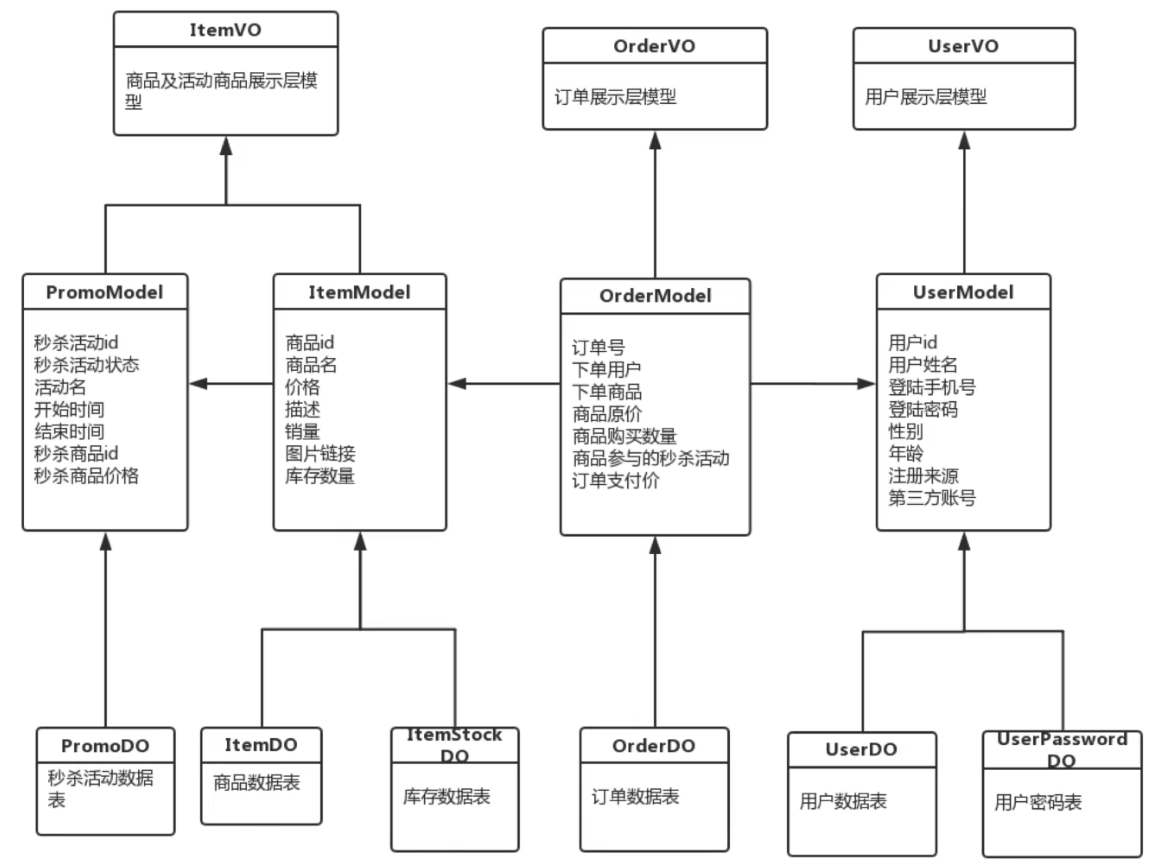 ItemVO
商品及活动商品展示层模
型
OrderVO
订单展示层模型
UserVO
用户展示层模型
PromoModel
秒杀活动id
秒杀活动状态
活动名
开始时间
结束时间
秒杀商品id
秒杀商品价格
ItemModel
商品id
商品名
价格
描述
销量
图片链接
库存数量
OrderModel
订单号
下单用户
下单商品
商品原价
商品购买数量
商品参与的秒杀活动
订单支付价
UserModel
用户id
用户姓名
登陆手机号
登陆密码
性别
年龄
注册来源
第三方账号
PromoDO
秒杀活动数据
表
ItemDO
商品数据表
ItemStock
DO
库存数据表
OrderDO
订单数据表
UserDO
用户数据表
UserPassword
DO
用户密码表